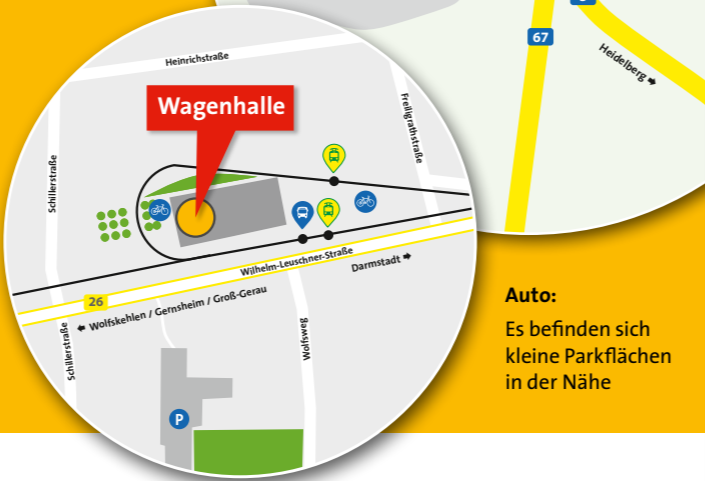 67
Heidelberg
Heinrichstraße
Wagenhalle
Freiligrathstraße
Schillerstraße
Wilhelm-Leuschner-Straße
Darmstadt
26
Wolfskehlen / Gernsheim / Groß-Gerau
Schillerstraße
Wolfsweg
P
Auto:
Es befinden sich
kleine Parkflächen
in der Nähe